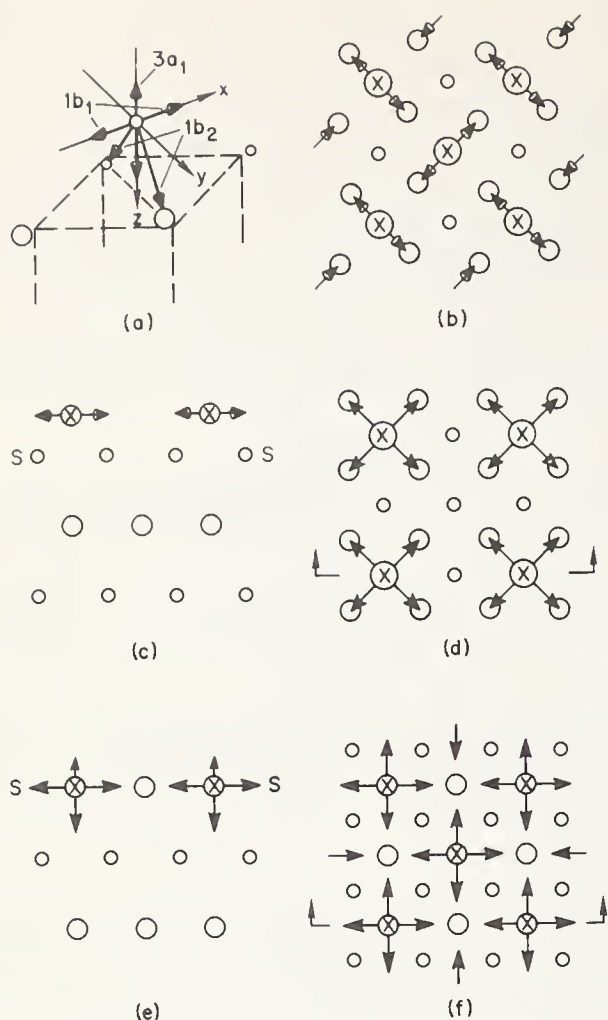 3a₁
x
1b₁
1b₂
y
z
(a)
X X
X
X X
(b)
X X
S S
(c)
X X
X X
(d)
S X X S
(e)
X X
X
X X
(f)